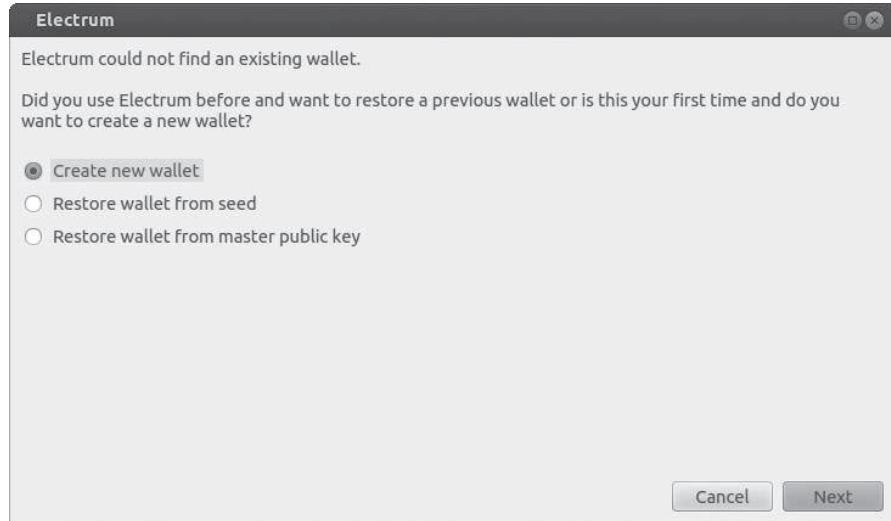 Electrum
Electrum could not find an existing wallet.
Did you use Electrum before and want to restore a previous wallet or is this your first time and do you
want to create a new wallet?
Create new wallet
Restore wallet from seed
Restore wallet from master public key
Cancel Next